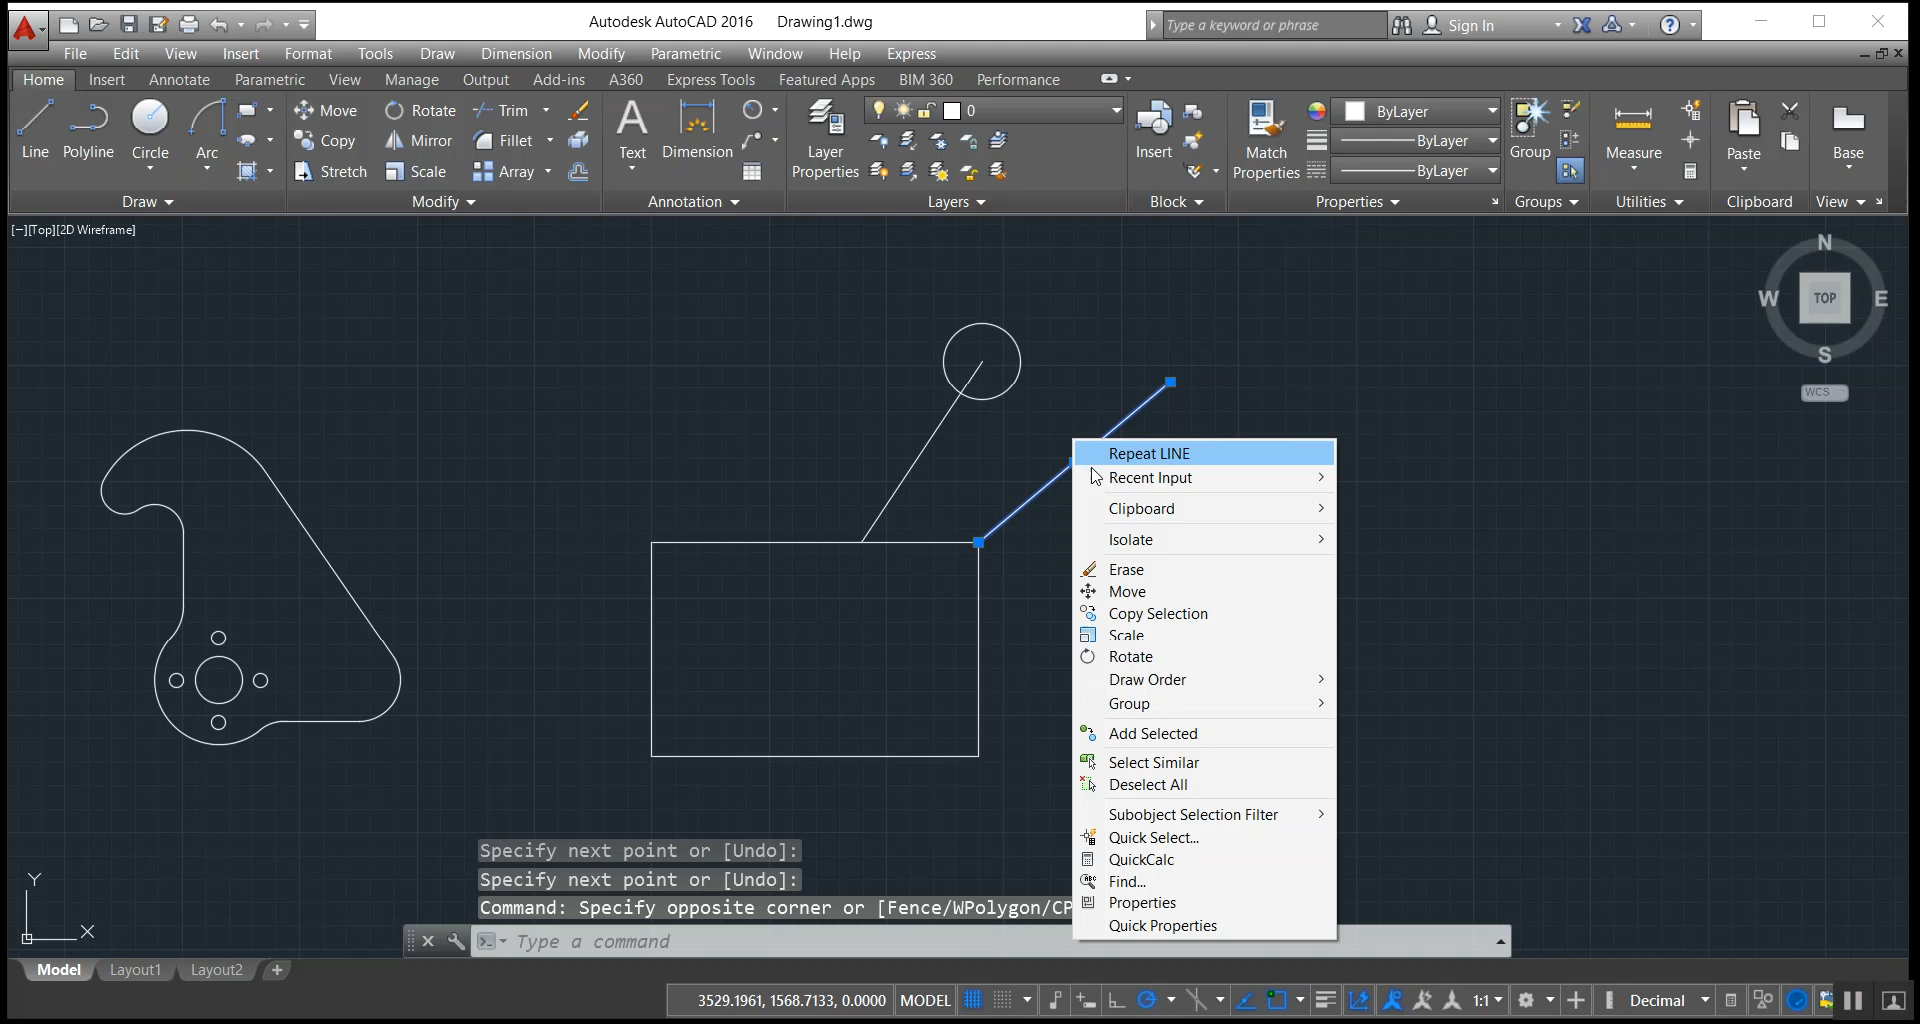 Autodesk AutoCAD 2016 Drawing1.dwg
Type a keyword or phrase
Sign In
File Edit View Insert Format Tools Draw Dimension Modify Parametric Window Help Express
Home Insert Annotate Parametric View Manage Output Add-ins A360 Express Tools Featured Apps BIM 360 Performance
Line Polyline Circle Arc
Move Rotate Trim
Copy Mirror Fillet
Stretch Scale Array
Text Dimension
Layer
Properties
0
Insert
Match
Properties
ByLayer
ByLayer
ByLayer
Group
Measure
Paste
Base
Draw Modify Annotation Layers Block Properties Groups Utilities Clipboard View
[−][Top][2D Wireframe]
N
W TOP E
S
WCS
Repeat LINE
Recent Input
Clipboard
Isolate
Erase
Move
Copy Selection
Scale
Rotate
Draw Order
Group
Add Selected
Select Similar
Deselect All
Subobject Selection Filter
Quick Select...
QuickCalc
Find...
Properties
Quick Properties
Specify next point or [Undo]:
Specify next point or [Undo]:
Command: Specify opposite corner or [Fence/WPolygon/CP
Type a command
Y
X
Model Layout1 Layout2
3529.1961, 1568.7133, 0.0000 MODEL 1:1 Decimal